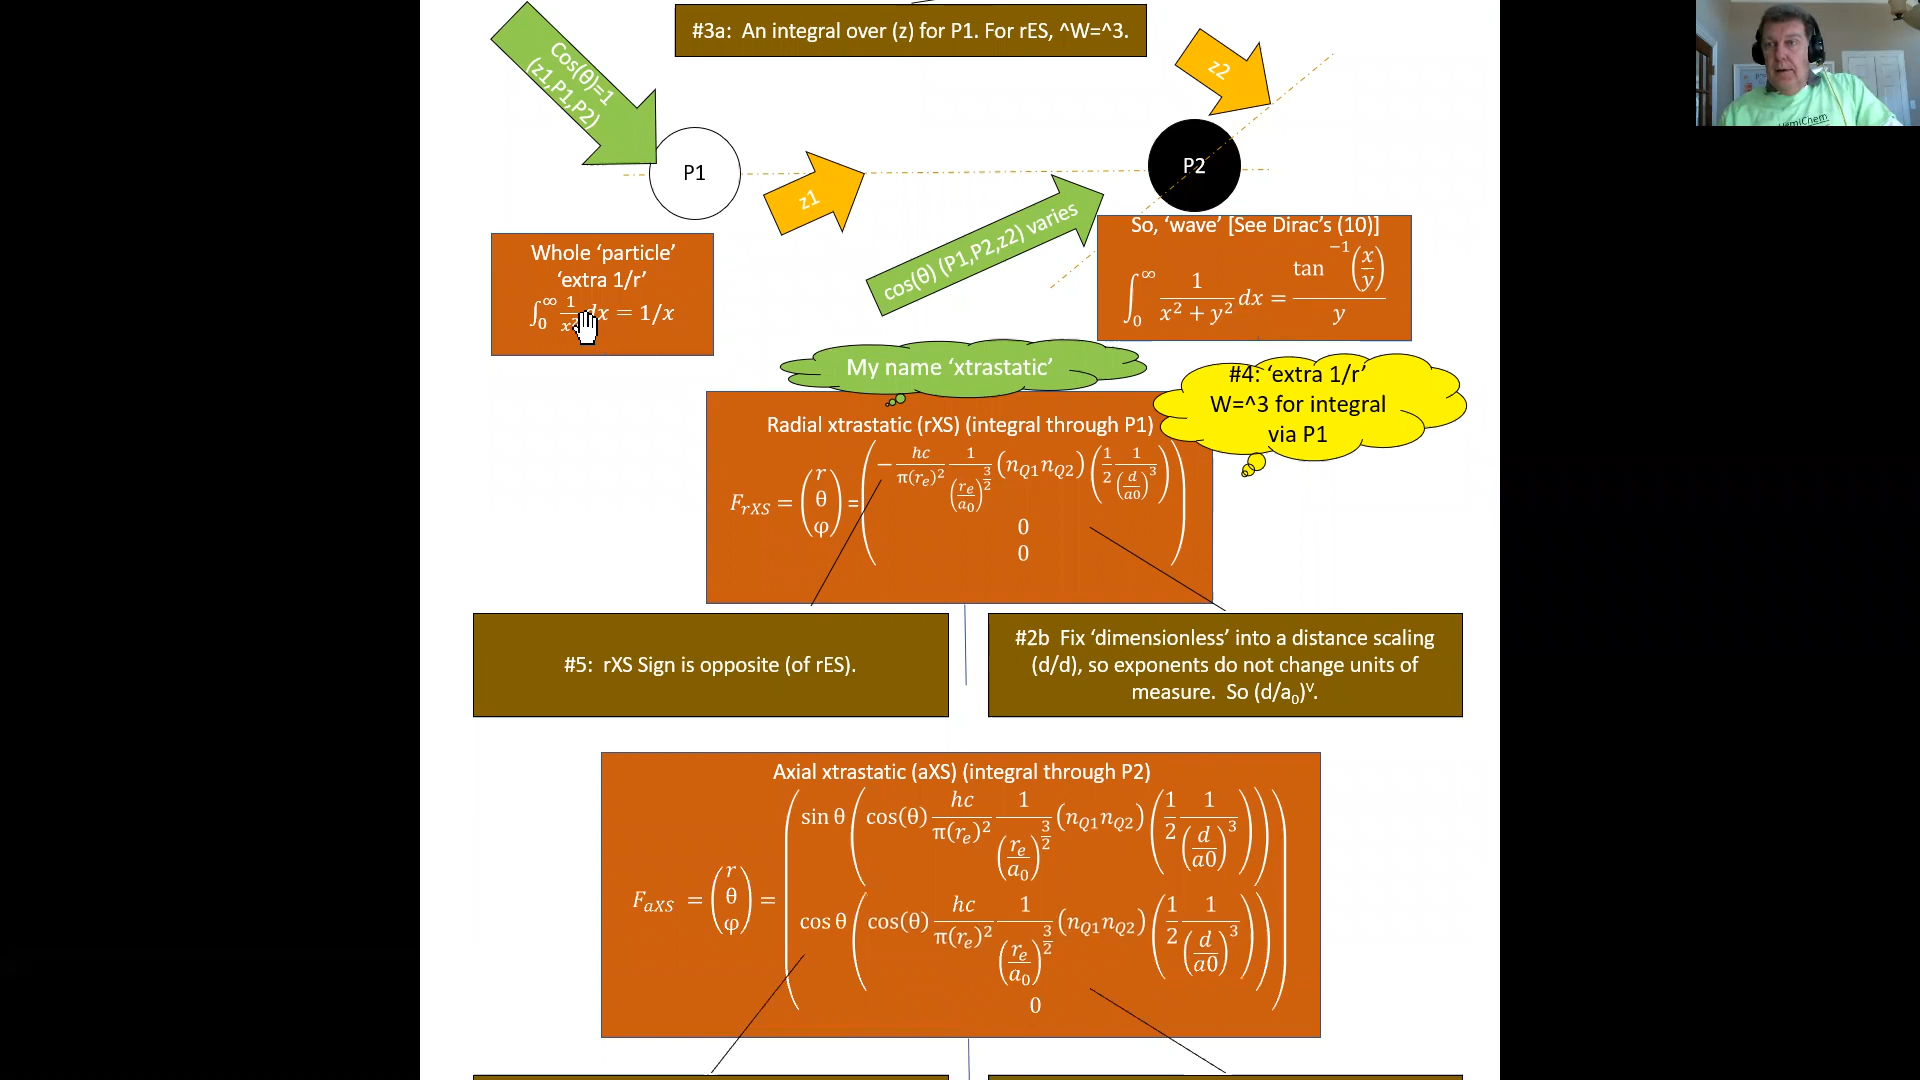 #3a: An integral over (z) for P1. For rES, ^W=^3.
Cos(θ)=1
(z1,P1,P2)
z2
P1
P2
z1
cos(θ) (P1,P2,z2) varies
Whole ‘particle’
‘extra 1/r’
∫₀^∞ 1/x² dx = 1/x
So, ‘wave’ [See Dirac’s (10)]
∫₀^∞ 1/(x² + y²) dx = tan⁻¹(x/y)/y
My name ‘xtrastatic’
#4: ‘extra 1/r’
W=^3 for integral
via P1
Radial xtrastatic (rXS) (integral through P1)
F_rXS = (r θ φ) = (− hc/π(r_e)² 1/(r_e/a_0)^(3/2) (n_Q1 n_Q2) (1/2 1/(d/a0)³)
0
0)
#5: rXS Sign is opposite (of rES).
#2b Fix ‘dimensionless’ into a distance scaling
(d/d), so exponents do not change units of
measure. So (d/a₀)ⱽ.
Axial xtrastatic (aXS) (integral through P2)
F_aXS = (r θ φ) = (sin θ (cos(θ) hc/π(r_e)² 1/(r_e/a_0)^(3/2) (n_Q1 n_Q2) (1/2 1/(d/a0)³))
cos θ (cos(θ) hc/π(r_e)² 1/(r_e/a_0)^(3/2) (n_Q1 n_Q2) (1/2 1/(d/a0)³))
0)
HemiChem